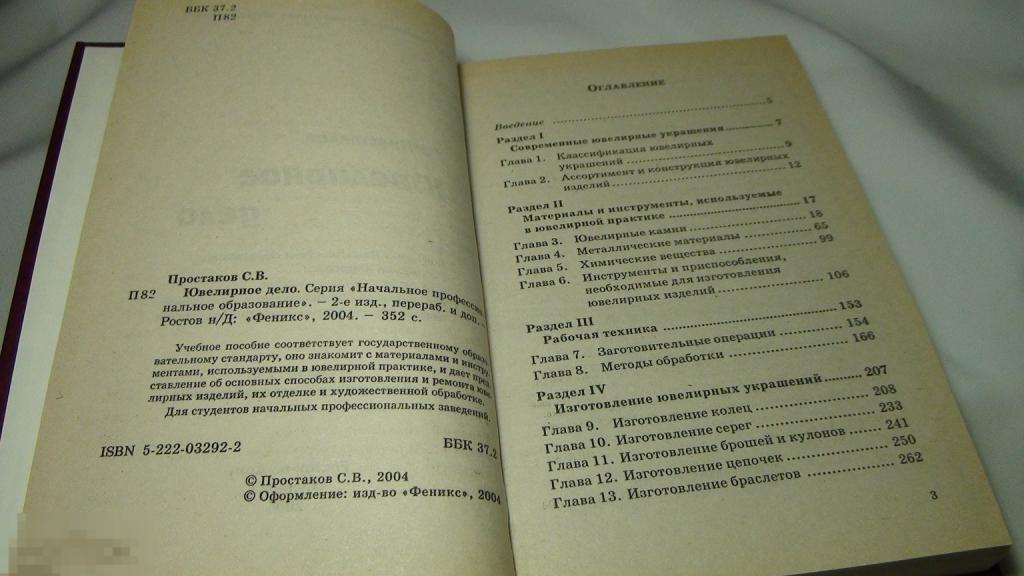 ББК 37.2
П82
Простаков С.В.
П82 Ювелирное дело. Серия «Начальное профессио
нальное образование». – 2-е изд., перераб. и доп. –
Ростов н/Д: «Феникс», 2004. – 352 с.
Учебное пособие соответствует государственному образо
вательному стандарту, оно знакомит с материалами и инстру
ментами, используемыми в ювелирной практике, и дает пред
ставление об основных способах изготовления и ремонта юве
лирных изделий, их отделке и художественной обработке.
Для студентов начальных профессиональных заведений.
ISBN 5-222-03292-2 ББК 37.2
© Простаков С.В., 2004
© Оформление: изд-во «Феникс», 2004
Оглавление
Введение ........ 5
Раздел I
Современные ювелирные украшения ........ 7
Глава 1. Классификация ювелирных
украшений ........ 9
Глава 2. Ассортимент и конструкция ювелирных
изделий ........ 12
Раздел II
Материалы и инструменты, используемые
в ювелирной практике ........ 17
Глава 3. Ювелирные камни ........ 18
Глава 4. Металлические материалы ........ 65
Глава 5. Химические вещества ........ 99
Глава 6. Инструменты и приспособления,
необходимые для изготовления
ювелирных изделий ........ 106
Раздел III
Рабочая техника ........ 153
Глава 7. Заготовительные операции ........ 154
Глава 8. Методы обработки ........ 166
Раздел IV
Изготовление ювелирных украшений ........ 207
Глава 9. Изготовление колец ........ 208
Глава 10. Изготовление серег ........ 233
Глава 11. Изготовление брошей и кулонов ........ 241
Глава 12. Изготовление цепочек ........ 250
Глава 13. Изготовление браслетов ........ 262
3